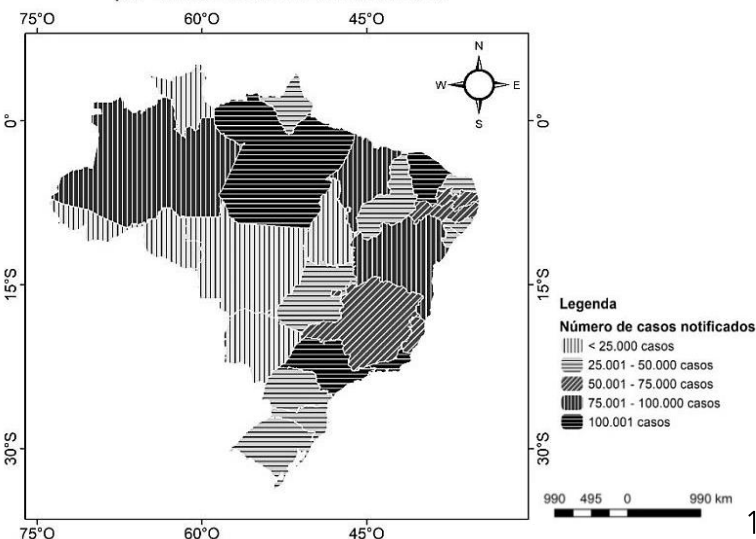 75°O 60°O 45°O
N
W E
S
0° 0°
15°S 15°S
30°S 30°S
Legenda
Número de casos notificados
< 25.000 casos
25.001 - 50.000 casos
50.001 - 75.000 casos
75.001 - 100.000 casos
100.001 casos
990 495 0 990 km
1
75°O 60°O 45°O